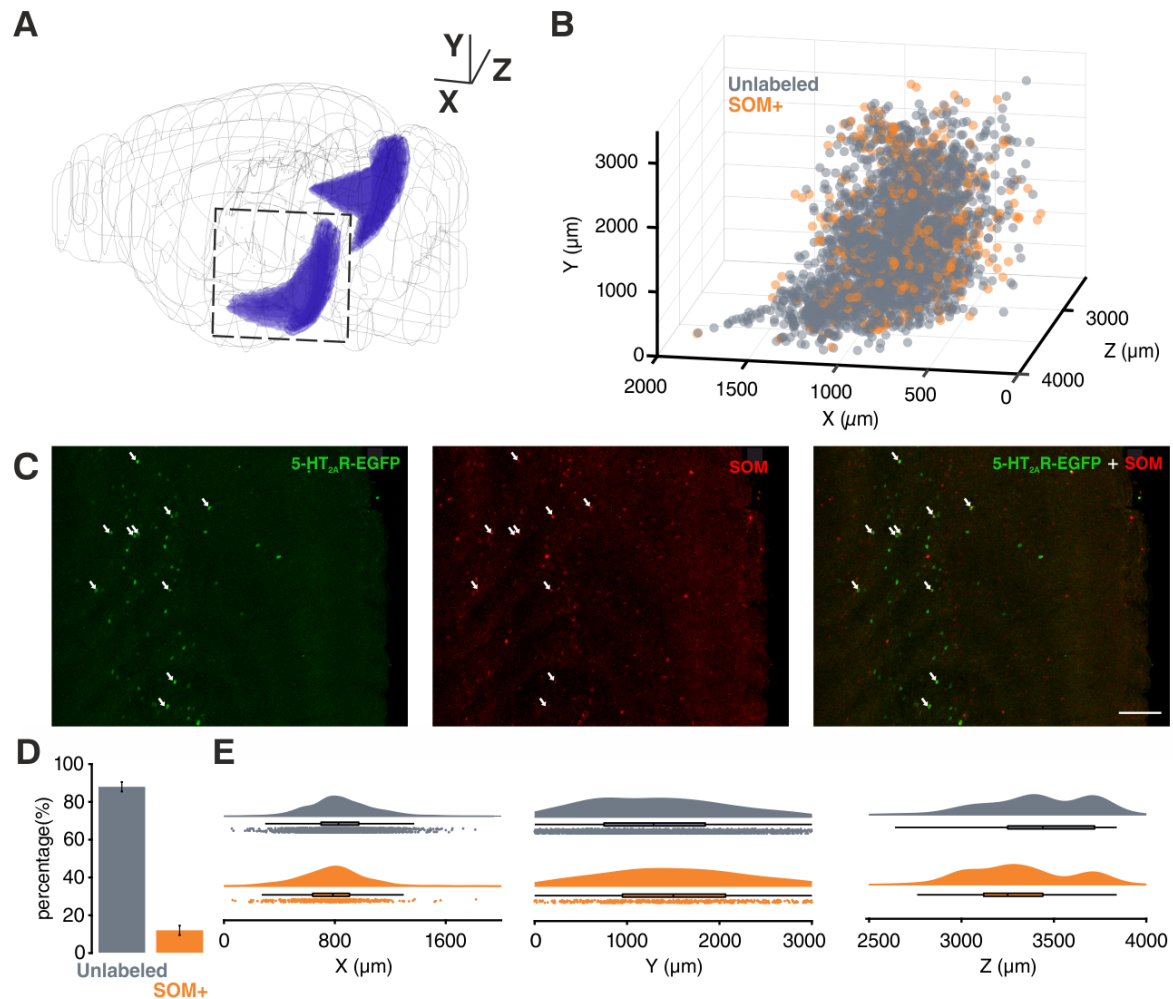 A
Y
Z
X
B
Unlabeled
SOM+
3000
2000
1000
0
Y (µm)
2000
1500
1000
500
0
X (µm)
3000
4000
Z (µm)
C
5-HT2AR-EGFP
SOM
5-HT2AR-EGFP + SOM
D
100
80
60
40
20
0
percentage(%)
Unlabeled
SOM+
E
0 800 1600
X (µm)
0 1000 2000 3000
Y (µm)
2500 3000 3500 4000
Z (µm)